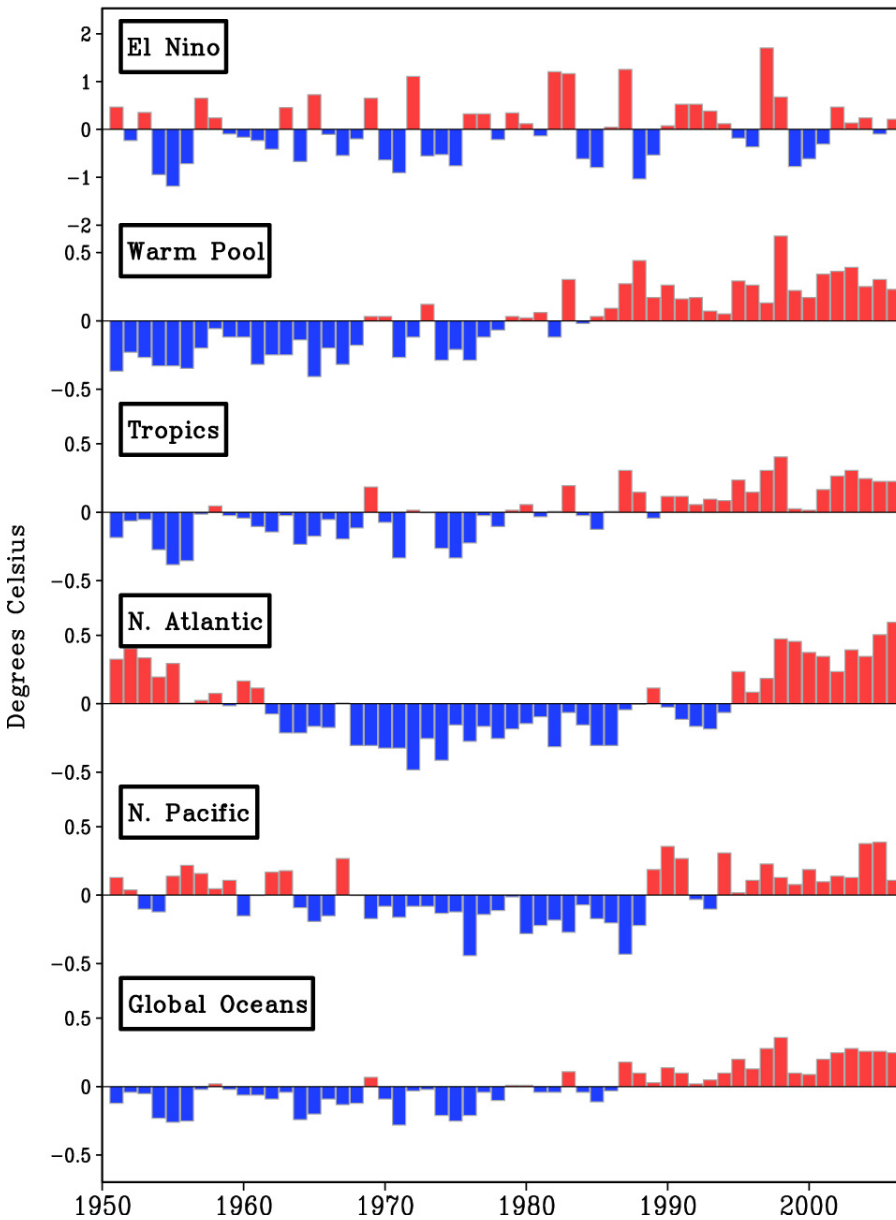 El Nino
2
1
0
−1
−2
Warm Pool
0.5
0
−0.5
Tropics
0.5
0
−0.5
N. Atlantic
0.5
0
−0.5
N. Pacific
0.5
0
−0.5
Global Oceans
0.5
0
−0.5
Degrees Celsius
1950 1960 1970 1980 1990 2000